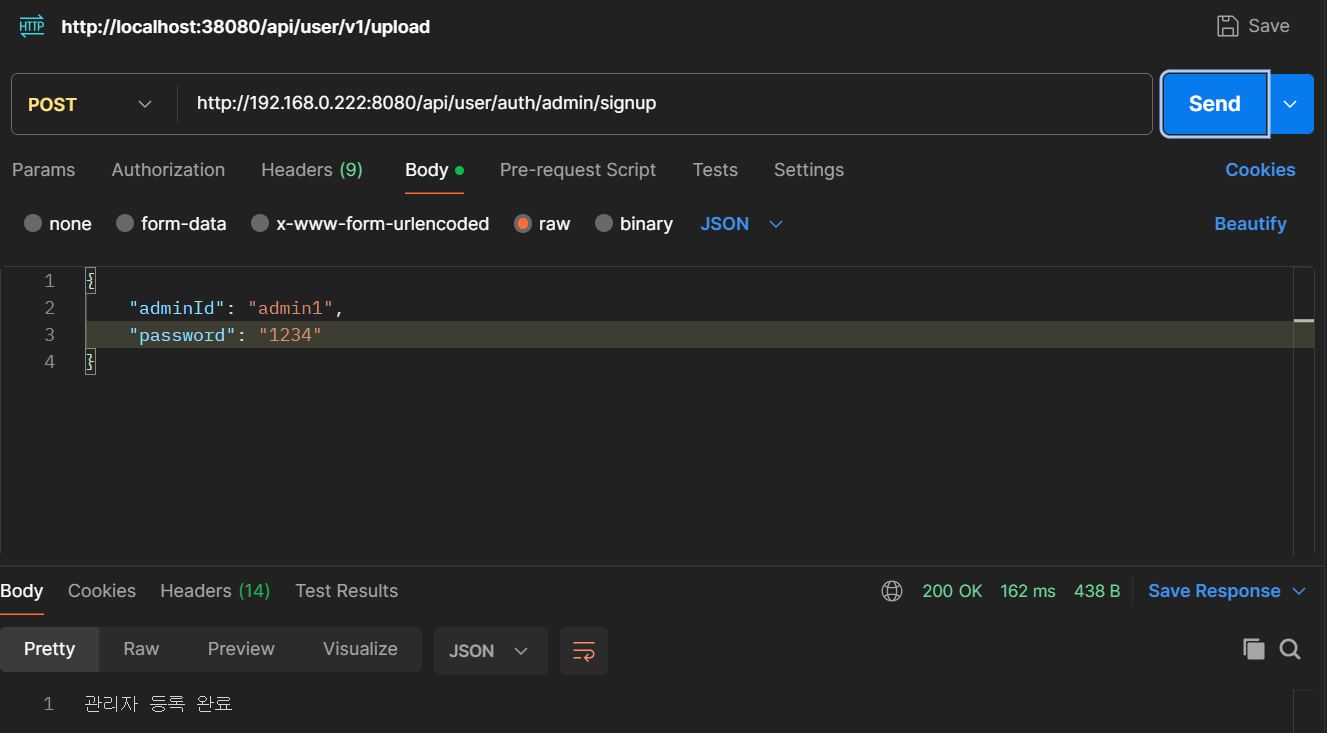 HTTP http://localhost:38080/api/user/v1/upload Save
POST http://192.168.0.222:8080/api/user/auth/admin/signup Send
Params Authorization Headers (9) Body Pre-request Script Tests Settings Cookies
none form-data x-www-form-urlencoded raw binary JSON Beautify
1 {
2 "adminId": "admin1",
3 "password": "1234"
4 }
Body Cookies Headers (14) Test Results 200 OK 162 ms 438 B Save Response
Pretty Raw Preview Visualize JSON
1 관리자 등록 완료